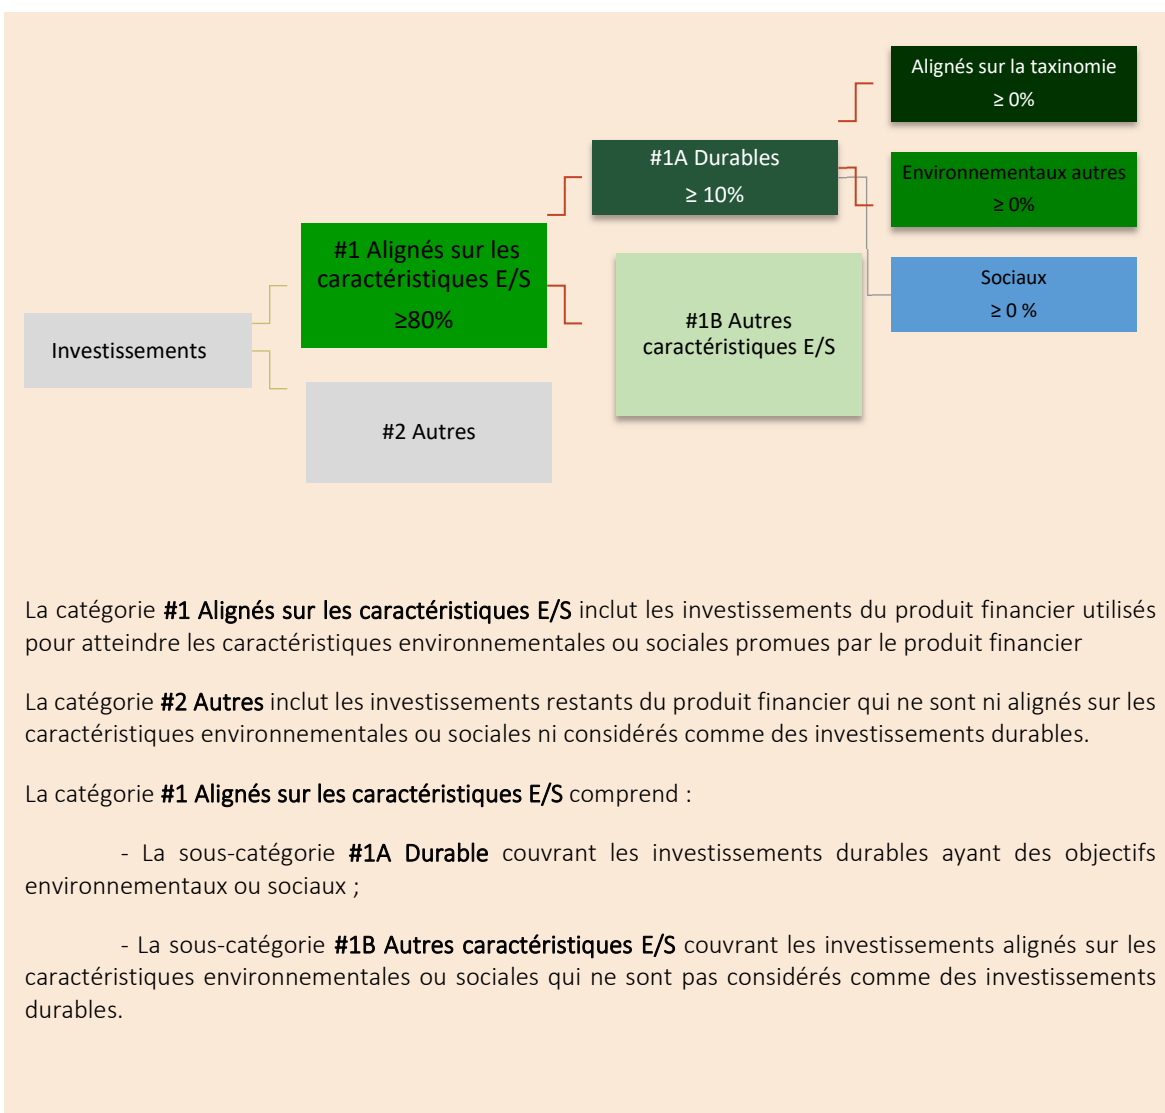 Alignés sur la taxinomie
≥ 0%
#1A Durables
≥ 10%
Environnementaux autres
≥ 0%
#1 Alignés sur les
caractéristiques E/S
≥80%
Sociaux
≥ 0 %
#1B Autres
caractéristiques E/S
Investissements
#2 Autres
La catégorie #1 Alignés sur les caractéristiques E/S inclut les investissements du produit financier utilisés
pour atteindre les caractéristiques environnementales ou sociales promues par le produit financier
La catégorie #2 Autres inclut les investissements restants du produit financier qui ne sont ni alignés sur les
caractéristiques environnementales ou sociales ni considérés comme des investissements durables.
La catégorie #1 Alignés sur les caractéristiques E/S comprend :
- La sous-catégorie #1A Durable couvrant les investissements durables ayant des objectifs
environnementaux ou sociaux ;
- La sous-catégorie #1B Autres caractéristiques E/S couvrant les investissements alignés sur les
caractéristiques environnementales ou sociales qui ne sont pas considérés comme des investissements
durables.